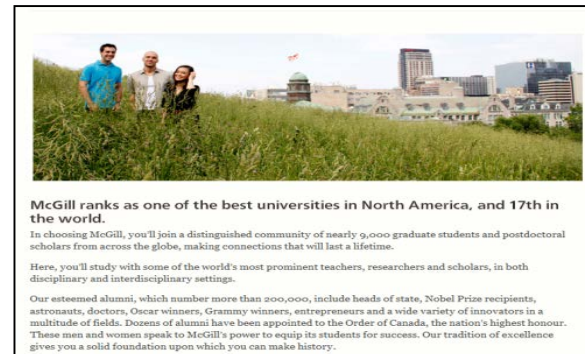 McGill ranks as one of the best universities in North America, and 17th in
the world.
In choosing McGill, you'll join a distinguished community of nearly 9,000 graduate students and postdoctoral
scholars from across the globe, making connections that will last a lifetime.
Here, you'll study with some of the world's most prominent teachers, researchers and scholars, in both
disciplinary and interdisciplinary settings.
Our esteemed alumni, which number more than 200,000, include heads of state, Nobel Prize recipients,
astronauts, doctors, Oscar winners, Grammy winners, entrepreneurs and a wide variety of innovators in a
multitude of fields. Dozens of alumni have been appointed to the Order of Canada, the nation's highest honour.
These men and women speak to McGill's power to equip its students for success. Our tradition of excellence
gives you a solid foundation upon which you can make history.